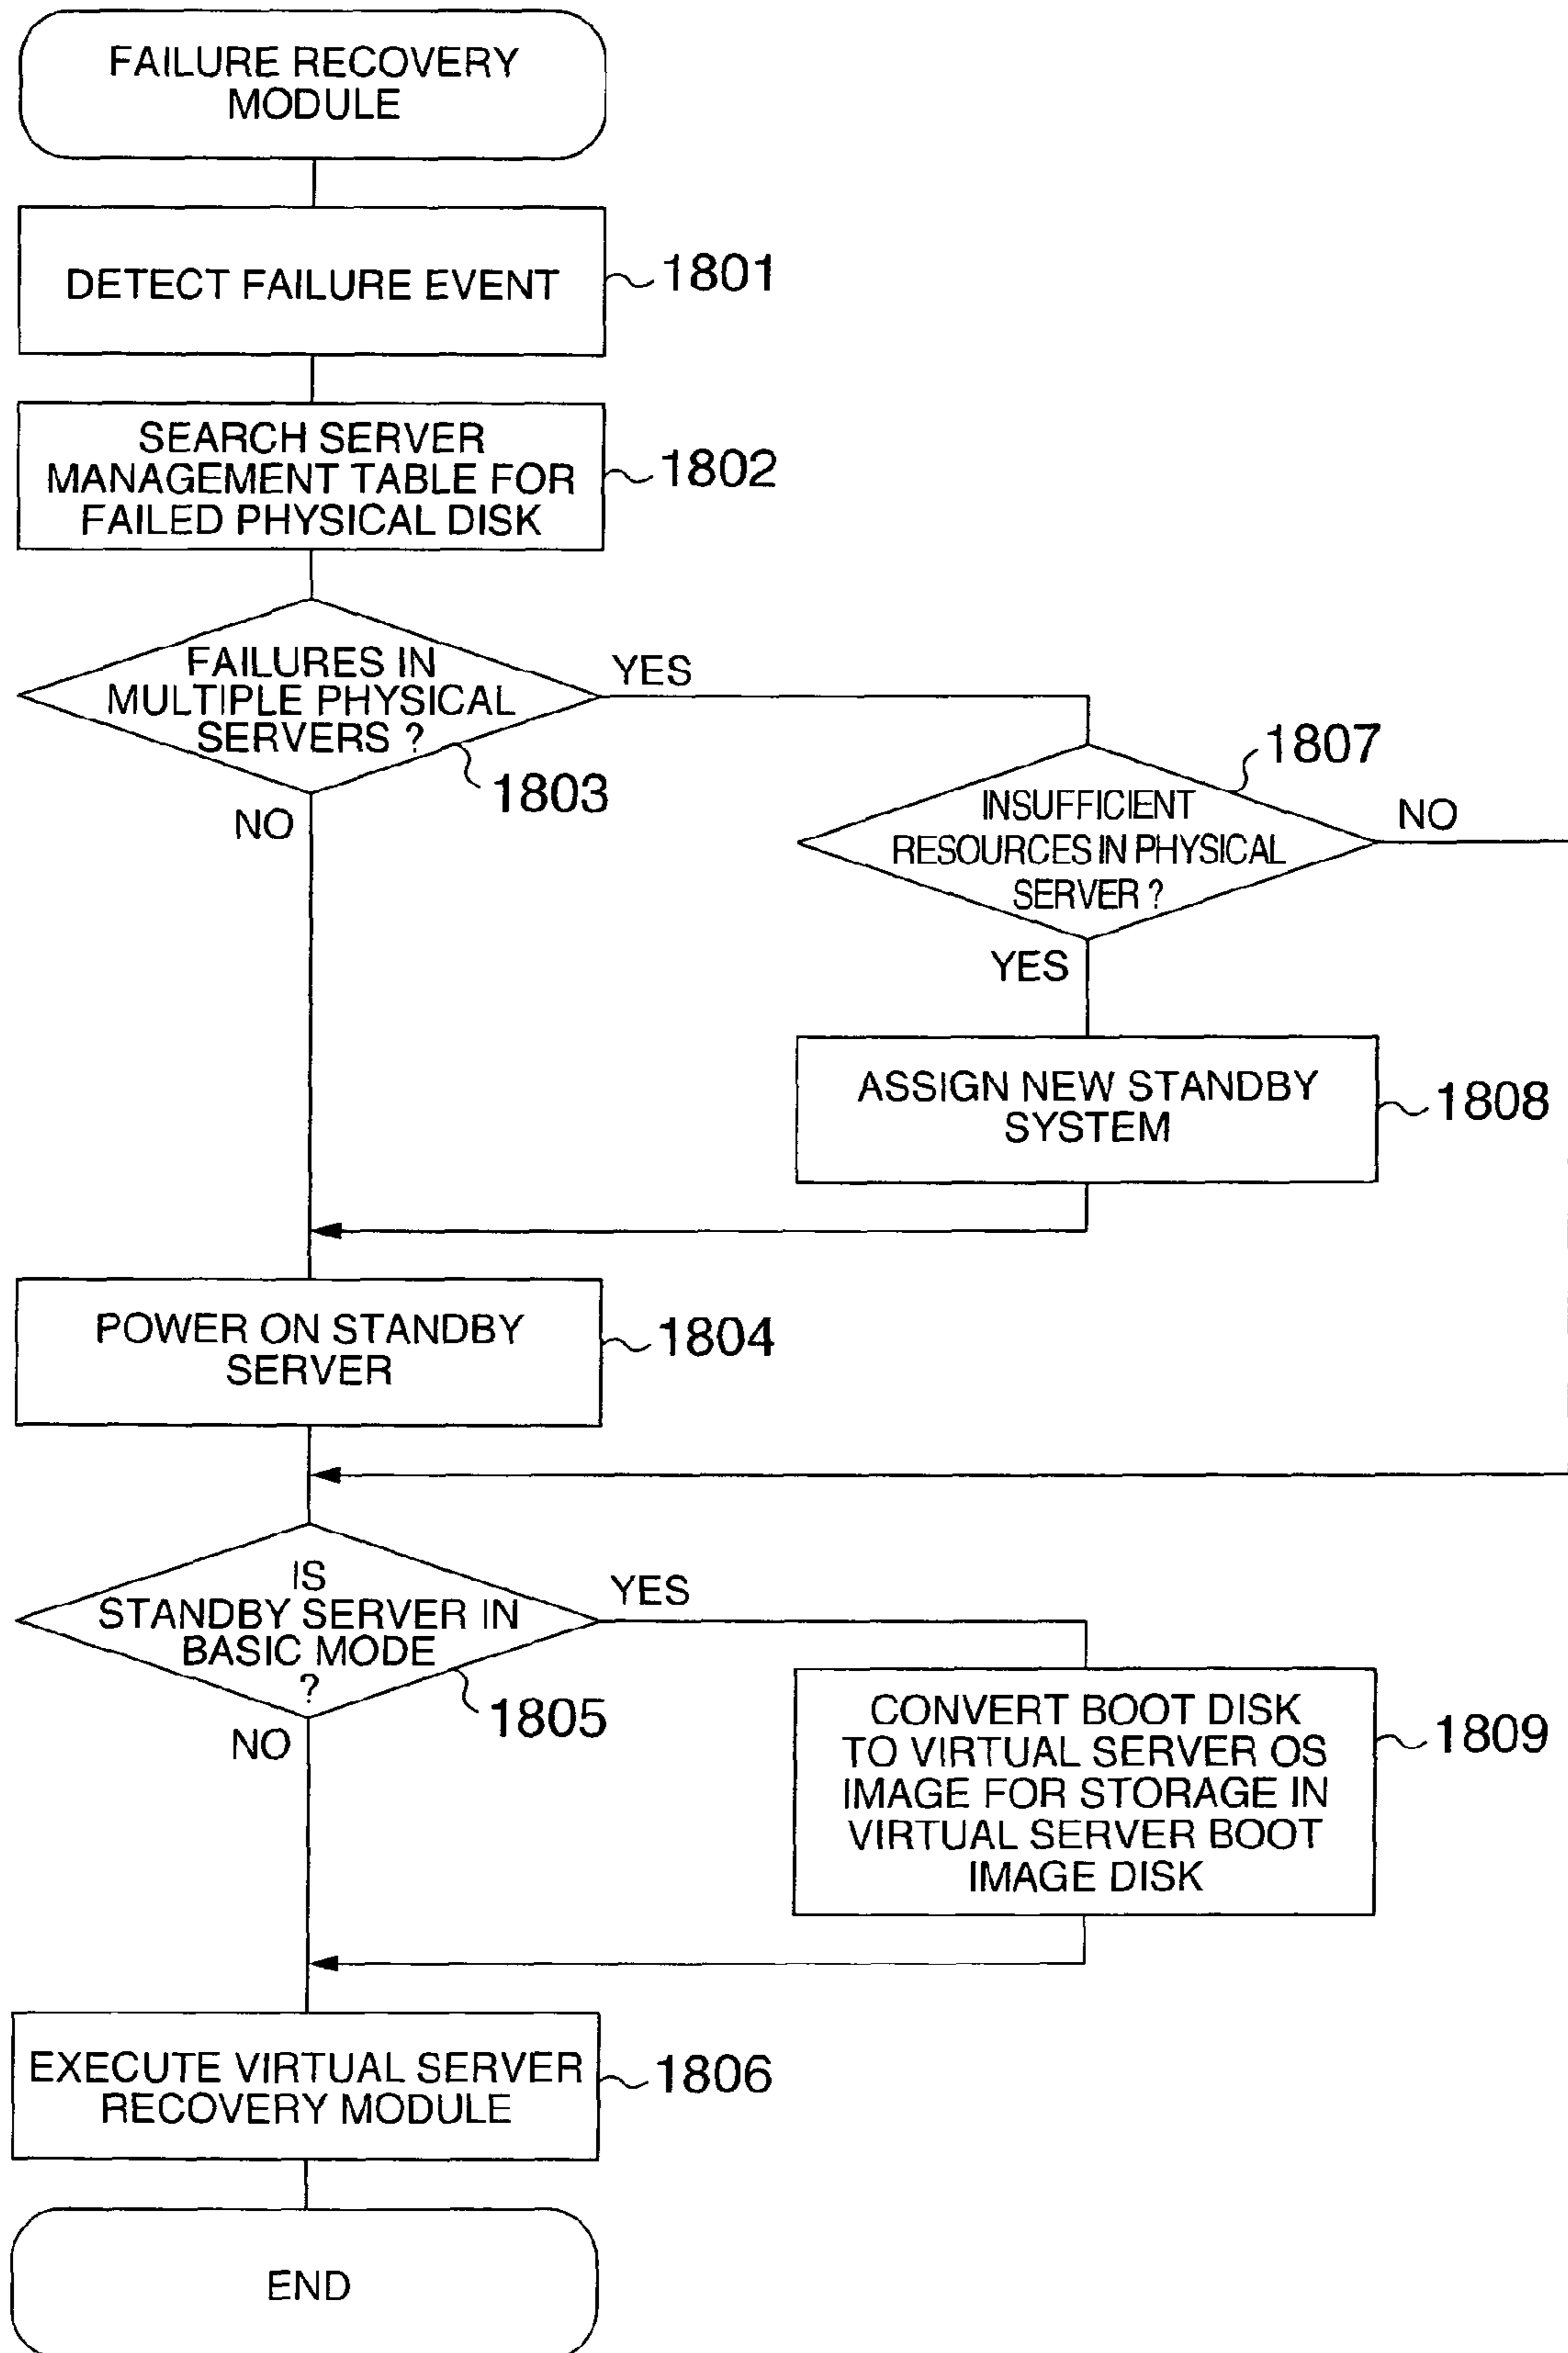 FAILURE RECOVERY
MODULE
DETECT FAILURE EVENT
1801
SEARCH SERVER
MANAGEMENT TABLE FOR
FAILED PHYSICAL DISK
1802
FAILURES IN
MULTIPLE PHYSICAL
SERVERS ?
1803
YES
NO
1807
INSUFFICIENT
RESOURCES IN PHYSICAL
SERVER ?
NO
YES
ASSIGN NEW STANDBY
SYSTEM
1808
POWER ON STANDBY
SERVER
1804
IS
STANDBY SERVER IN
BASIC MODE
?
1805
YES
NO
CONVERT BOOT DISK
TO VIRTUAL SERVER OS
IMAGE FOR STORAGE IN
VIRTUAL SERVER BOOT
IMAGE DISK
1809
EXECUTE VIRTUAL SERVER
RECOVERY MODULE
1806
END